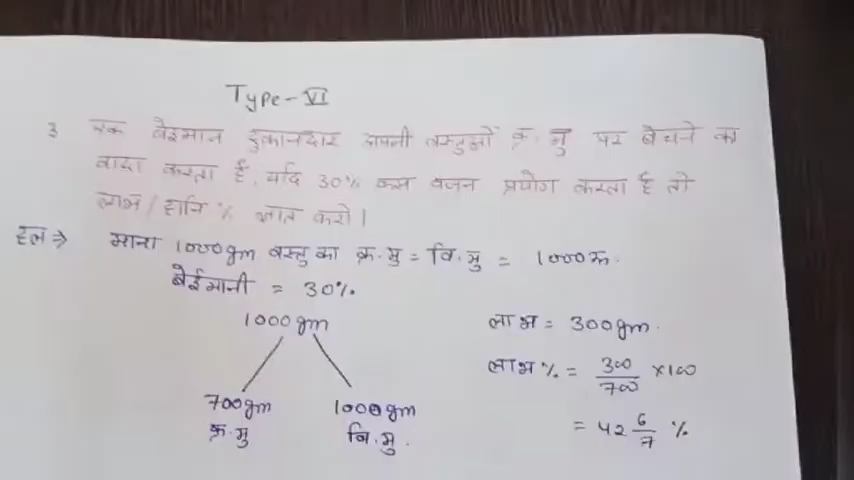 Type-VI
3 एक बेईमान दुकानदार अपनी वस्तुओं क्र.मु पर बेचने का
वादा करता है, यदि 30% कम वजन प्रयोग करता है तो
लाभ/हानि % ज्ञात करो।
हल⇒ माना 1000gm वस्तु का क्र.मु = वि.मु = 1000रू.
बेईमानी = 30%
1000gm
700gm 1000gm
क्र.मु वि.मु.
लाभ = 300gm.
लाभ % = 300/700 ×100
= 42 6/7 %